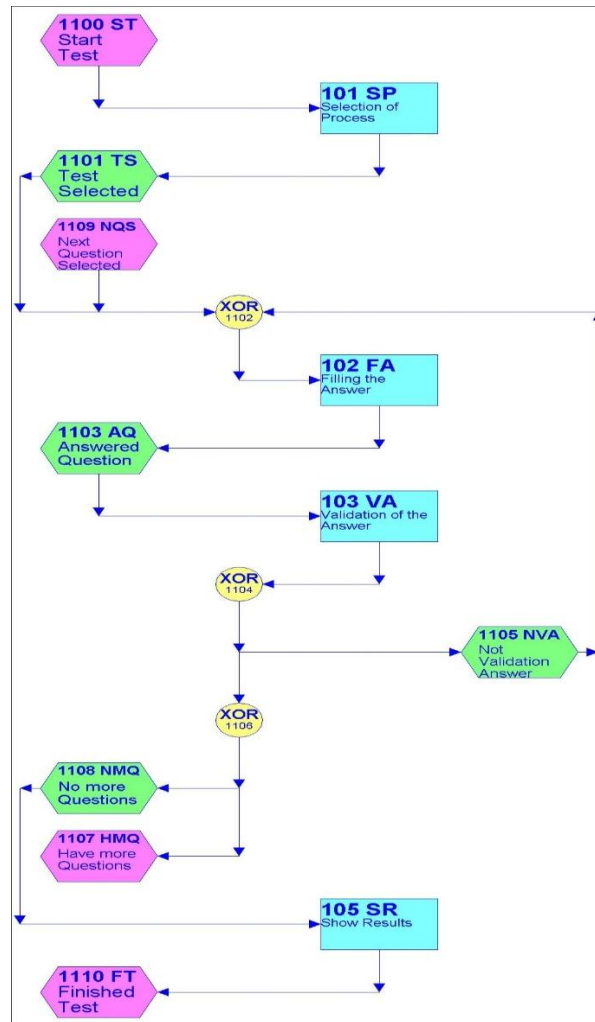 1100 ST
Start
Test
101 SP
Selection of
Process
1101 TS
Test
Selected
1109 NQS
Next
Question
Selected
XOR
1102
102 FA
Filling the
Answer
1103 AQ
Answered
Question
103 VA
Validation of the
Answer
XOR
1104
1105 NVA
Not
Validation
Answer
XOR
1106
1108 NMQ
No more
Questions
1107 HMQ
Have more
Questions
105 SR
Show Results
1110 FT
Finished
Test